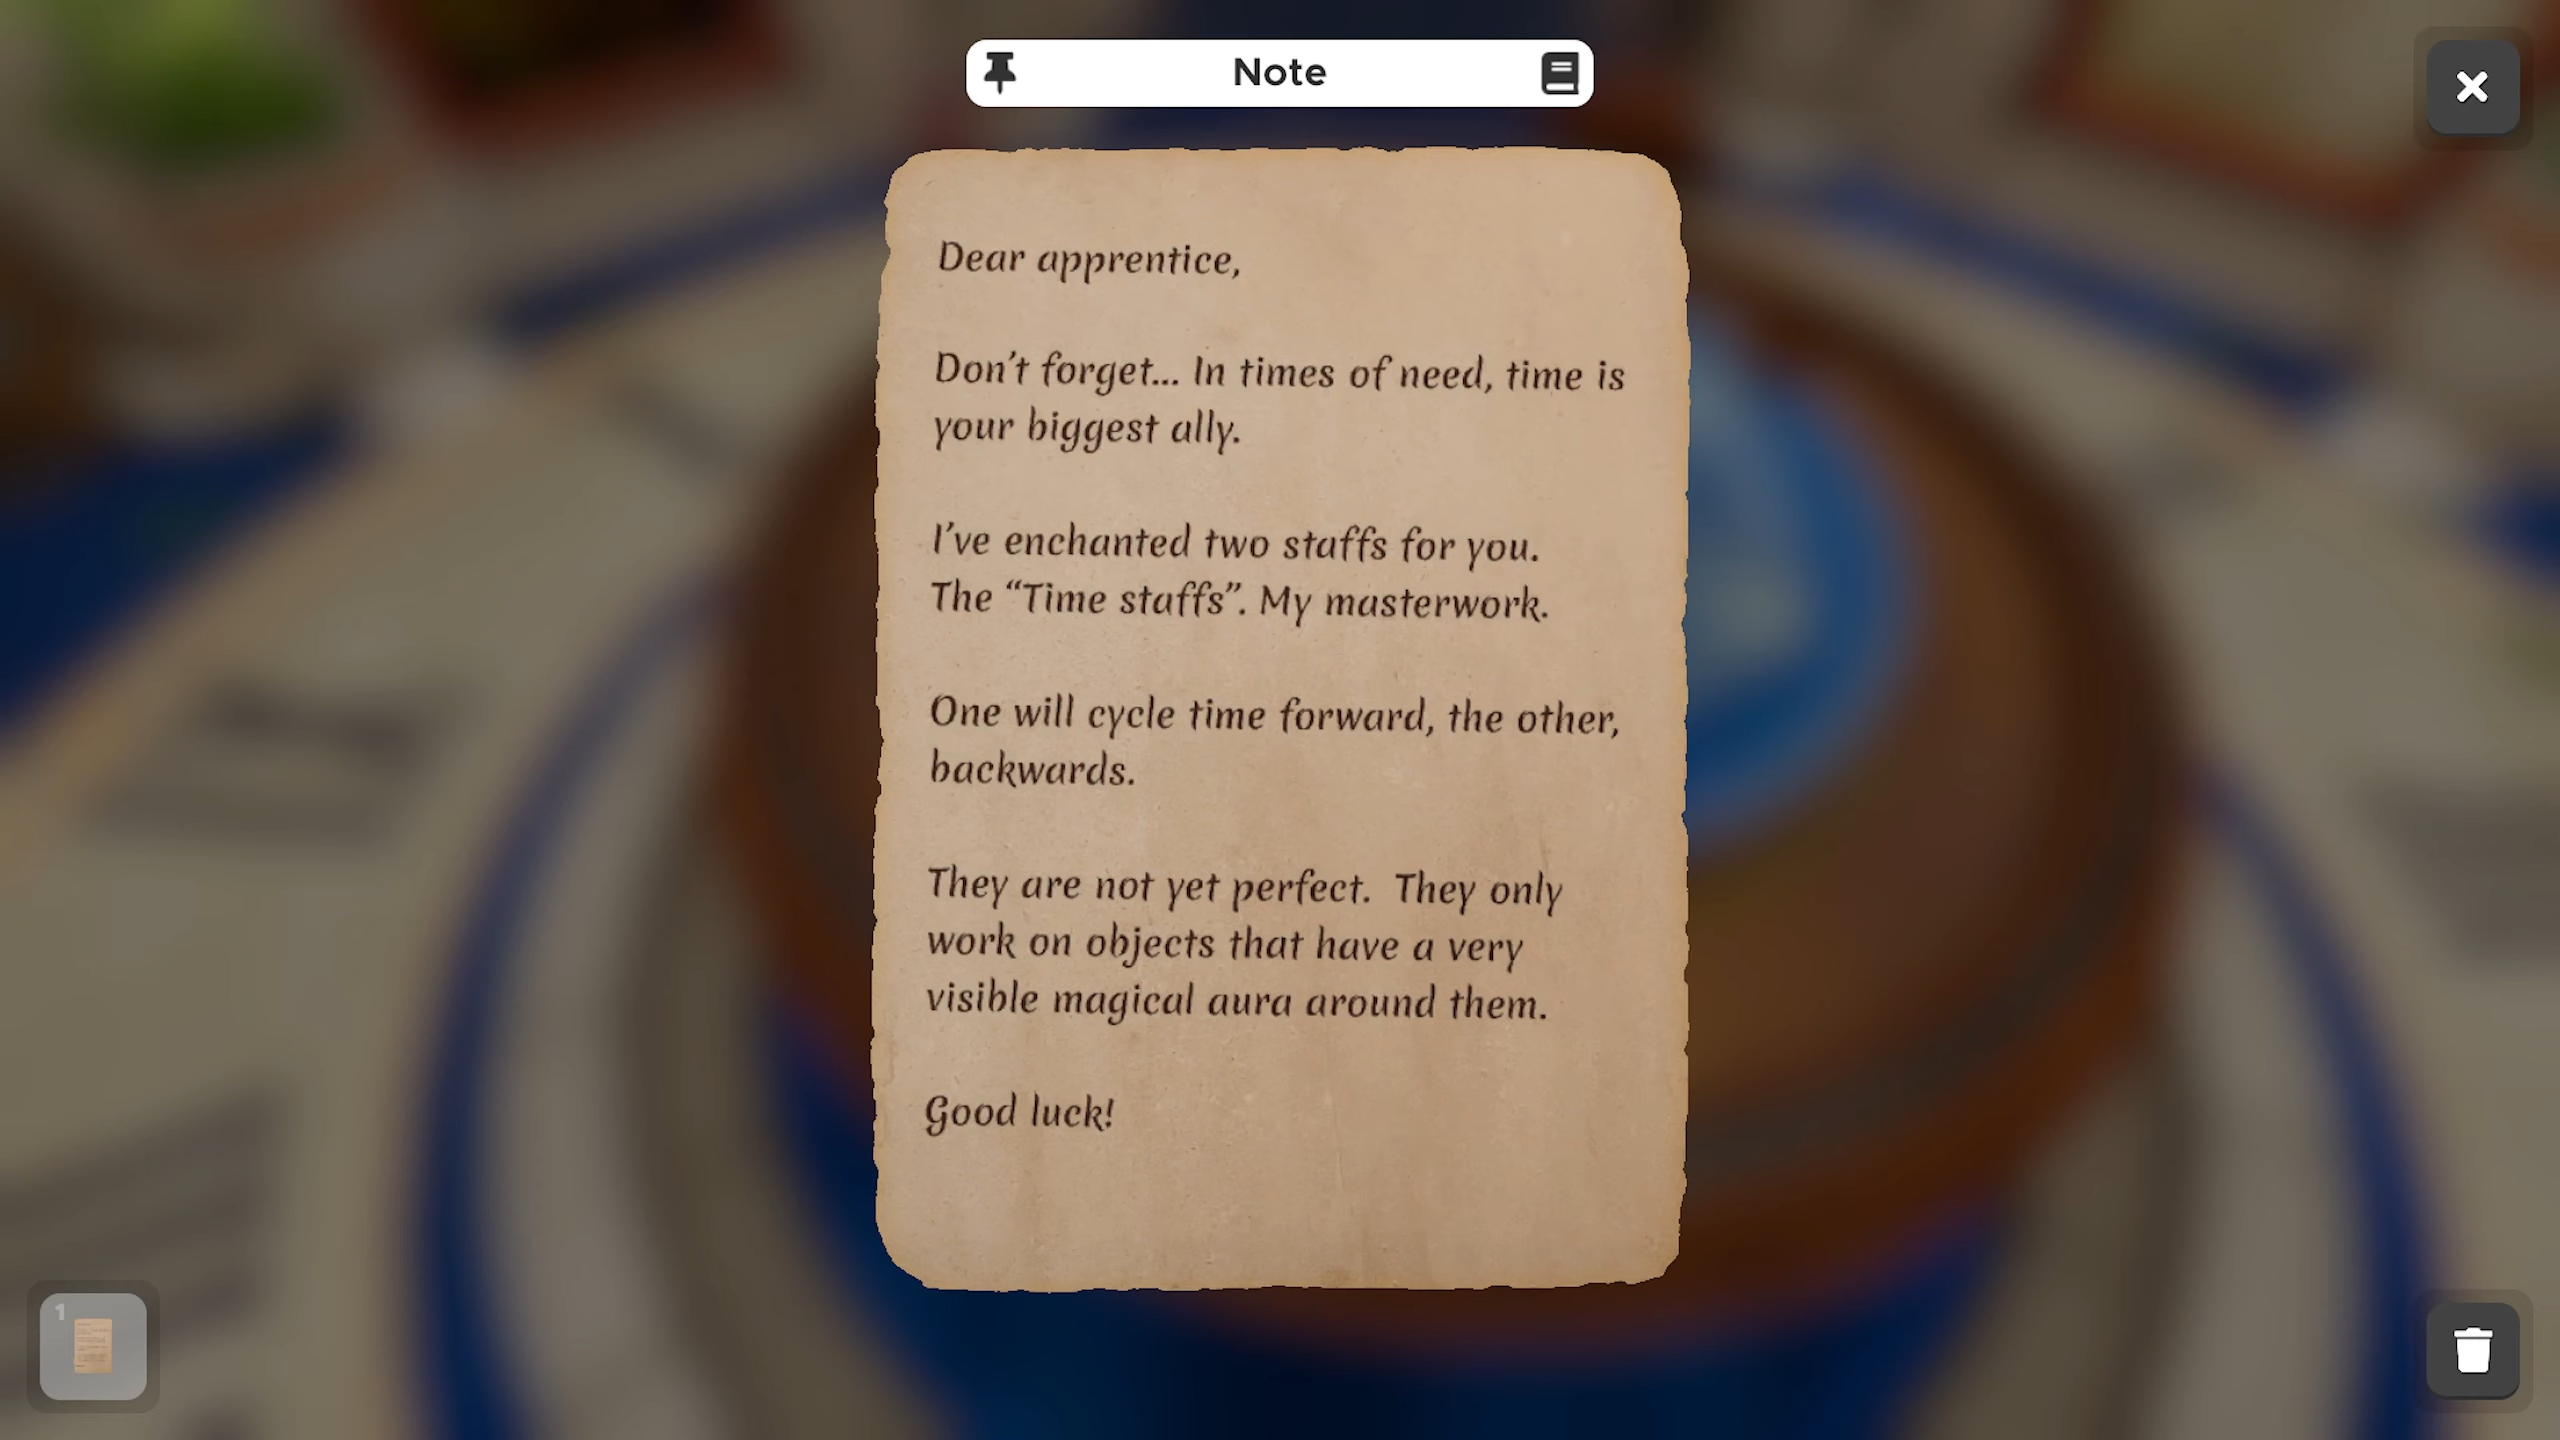 Note
Dear apprentice,
Don't forget... In times of need, time is
your biggest ally.
I've enchanted two staffs for you.
The “Time staffs”. My masterwork.
One will cycle time forward, the other,
backwards.
They are not yet perfect.  They only
work on objects that have a very
visible magical aura around them.
Good luck!
1